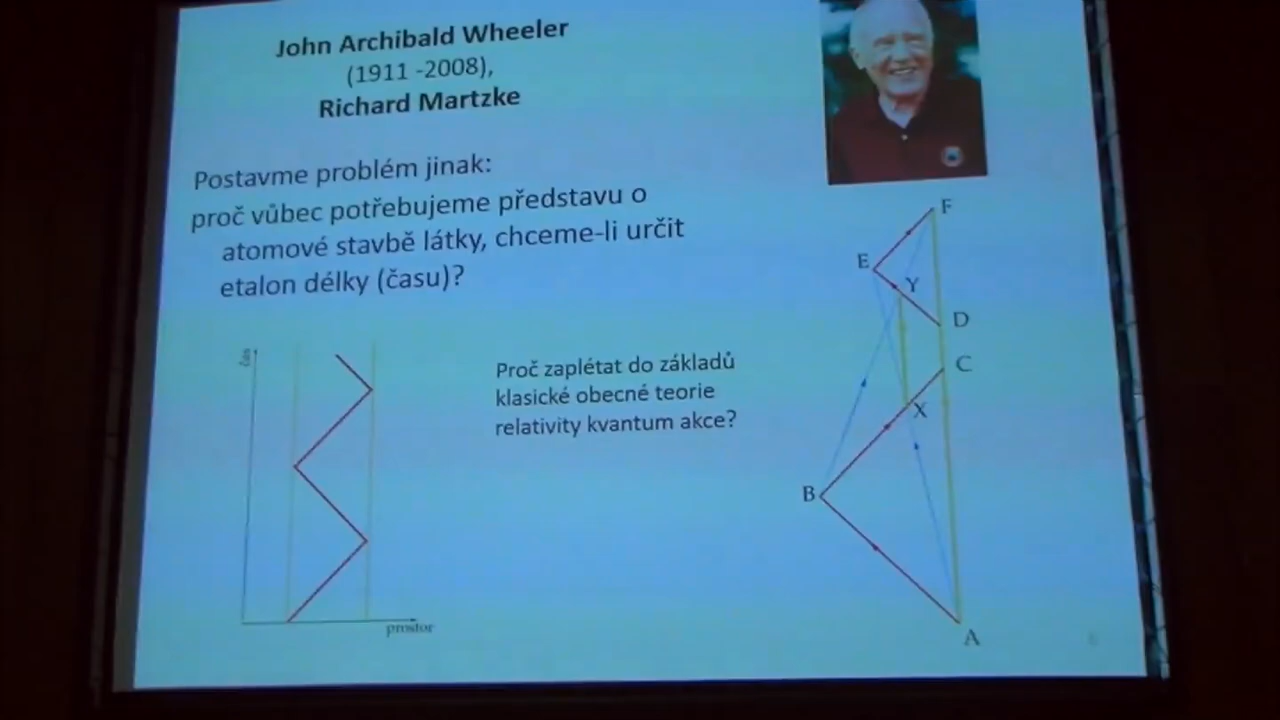 John Archibald Wheeler
(1911 -2008),
Richard Martzke
Postavme problém jinak:
proč vůbec potřebujeme představu o
atomové stavbě látky, chceme-li určit
etalon délky (času)?
Proč zaplétat do základů
klasické obecné teorie
relativity kvantum akce?
čas
prostor
F
E
Y
D
C
X
B
A